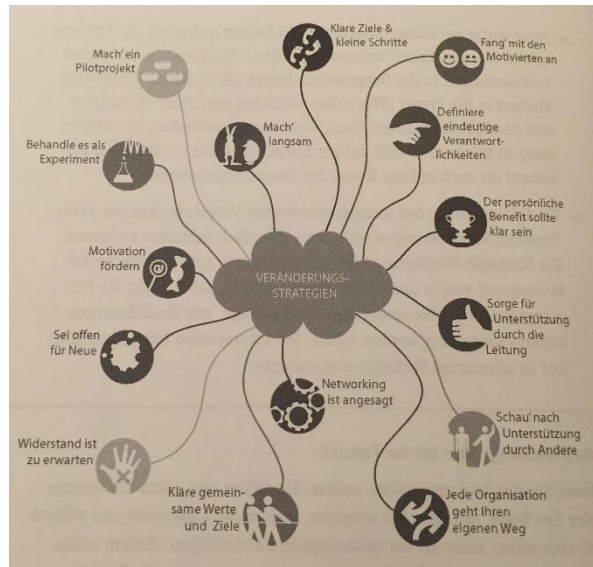 Klare Ziele &
kleine Schritte
Mach' ein
Pilotprojekt
Fang' mit den
Motivierten an
Mach'
langsam
Definiere
eindeutige
Verantwort-
lichkeiten
Behandle es als
Experiment
Der persönliche
Benefit sollte
klar sein
Motivation
fördern
VERÄNDERUNGS-
STRATEGIEN
Sorge für
Unterstützung
durch die
Leitung
Sei offen
für Neue
Networking
ist angesagt
Schau' nach
Unterstützung
durch Andere
Widerstand ist
zu erwarten
Kläre gemein-
same Werte
und Ziele
Jede Organisation
geht Ihren
eigenen Weg